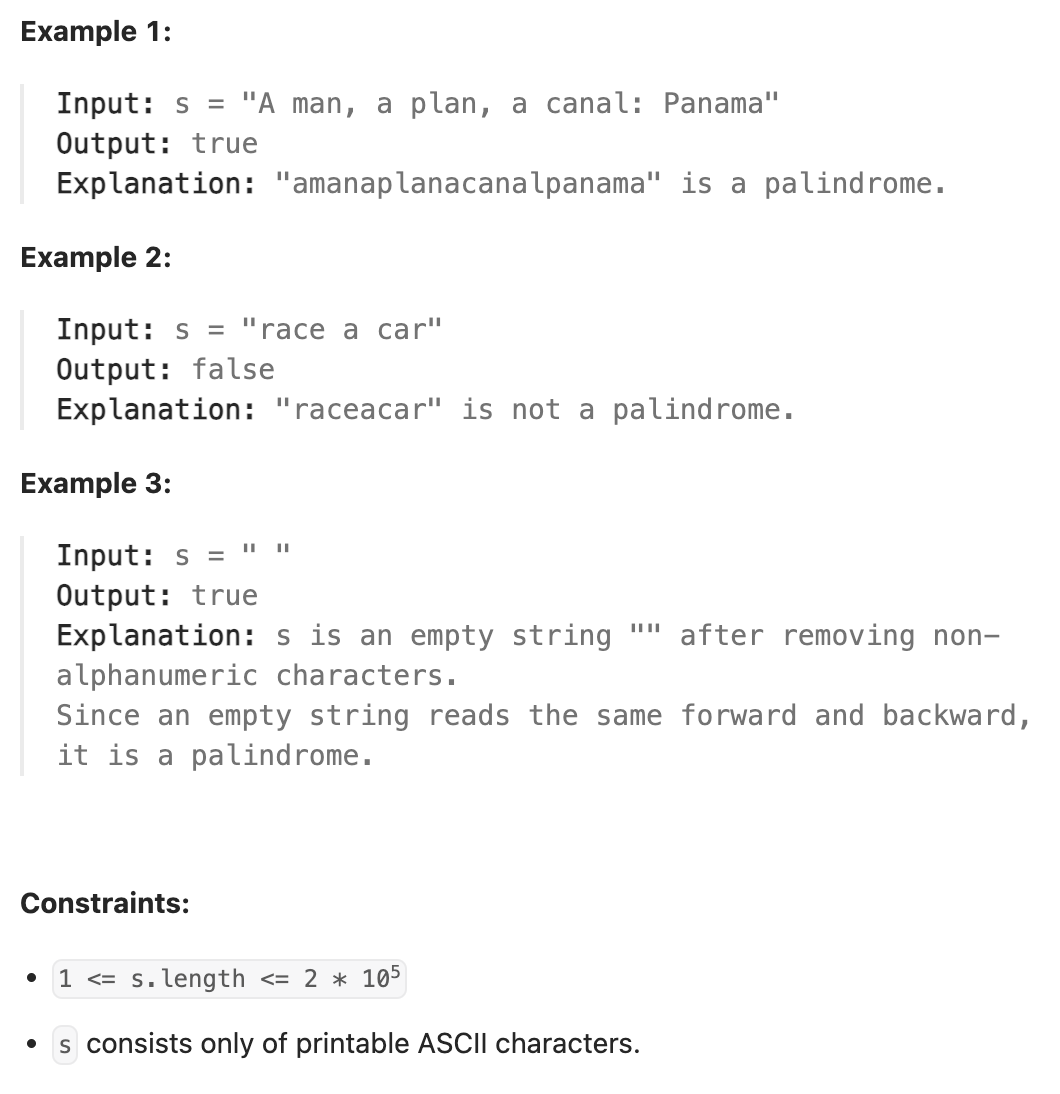 Example 1:
Input: s = "A man, a plan, a canal: Panama"
Output: true
Explanation: "amanaplanacanalpanama" is a palindrome.
Example 2:
Input: s = "race a car"
Output: false
Explanation: "raceacar" is not a palindrome.
Example 3:
Input: s = " "
Output: true
Explanation: s is an empty string "" after removing non-
alphanumeric characters.
Since an empty string reads the same forward and backward,
it is a palindrome.
Constraints:
• 1 <= s.length <= 2 * 10⁵
• s consists only of printable ASCII characters.